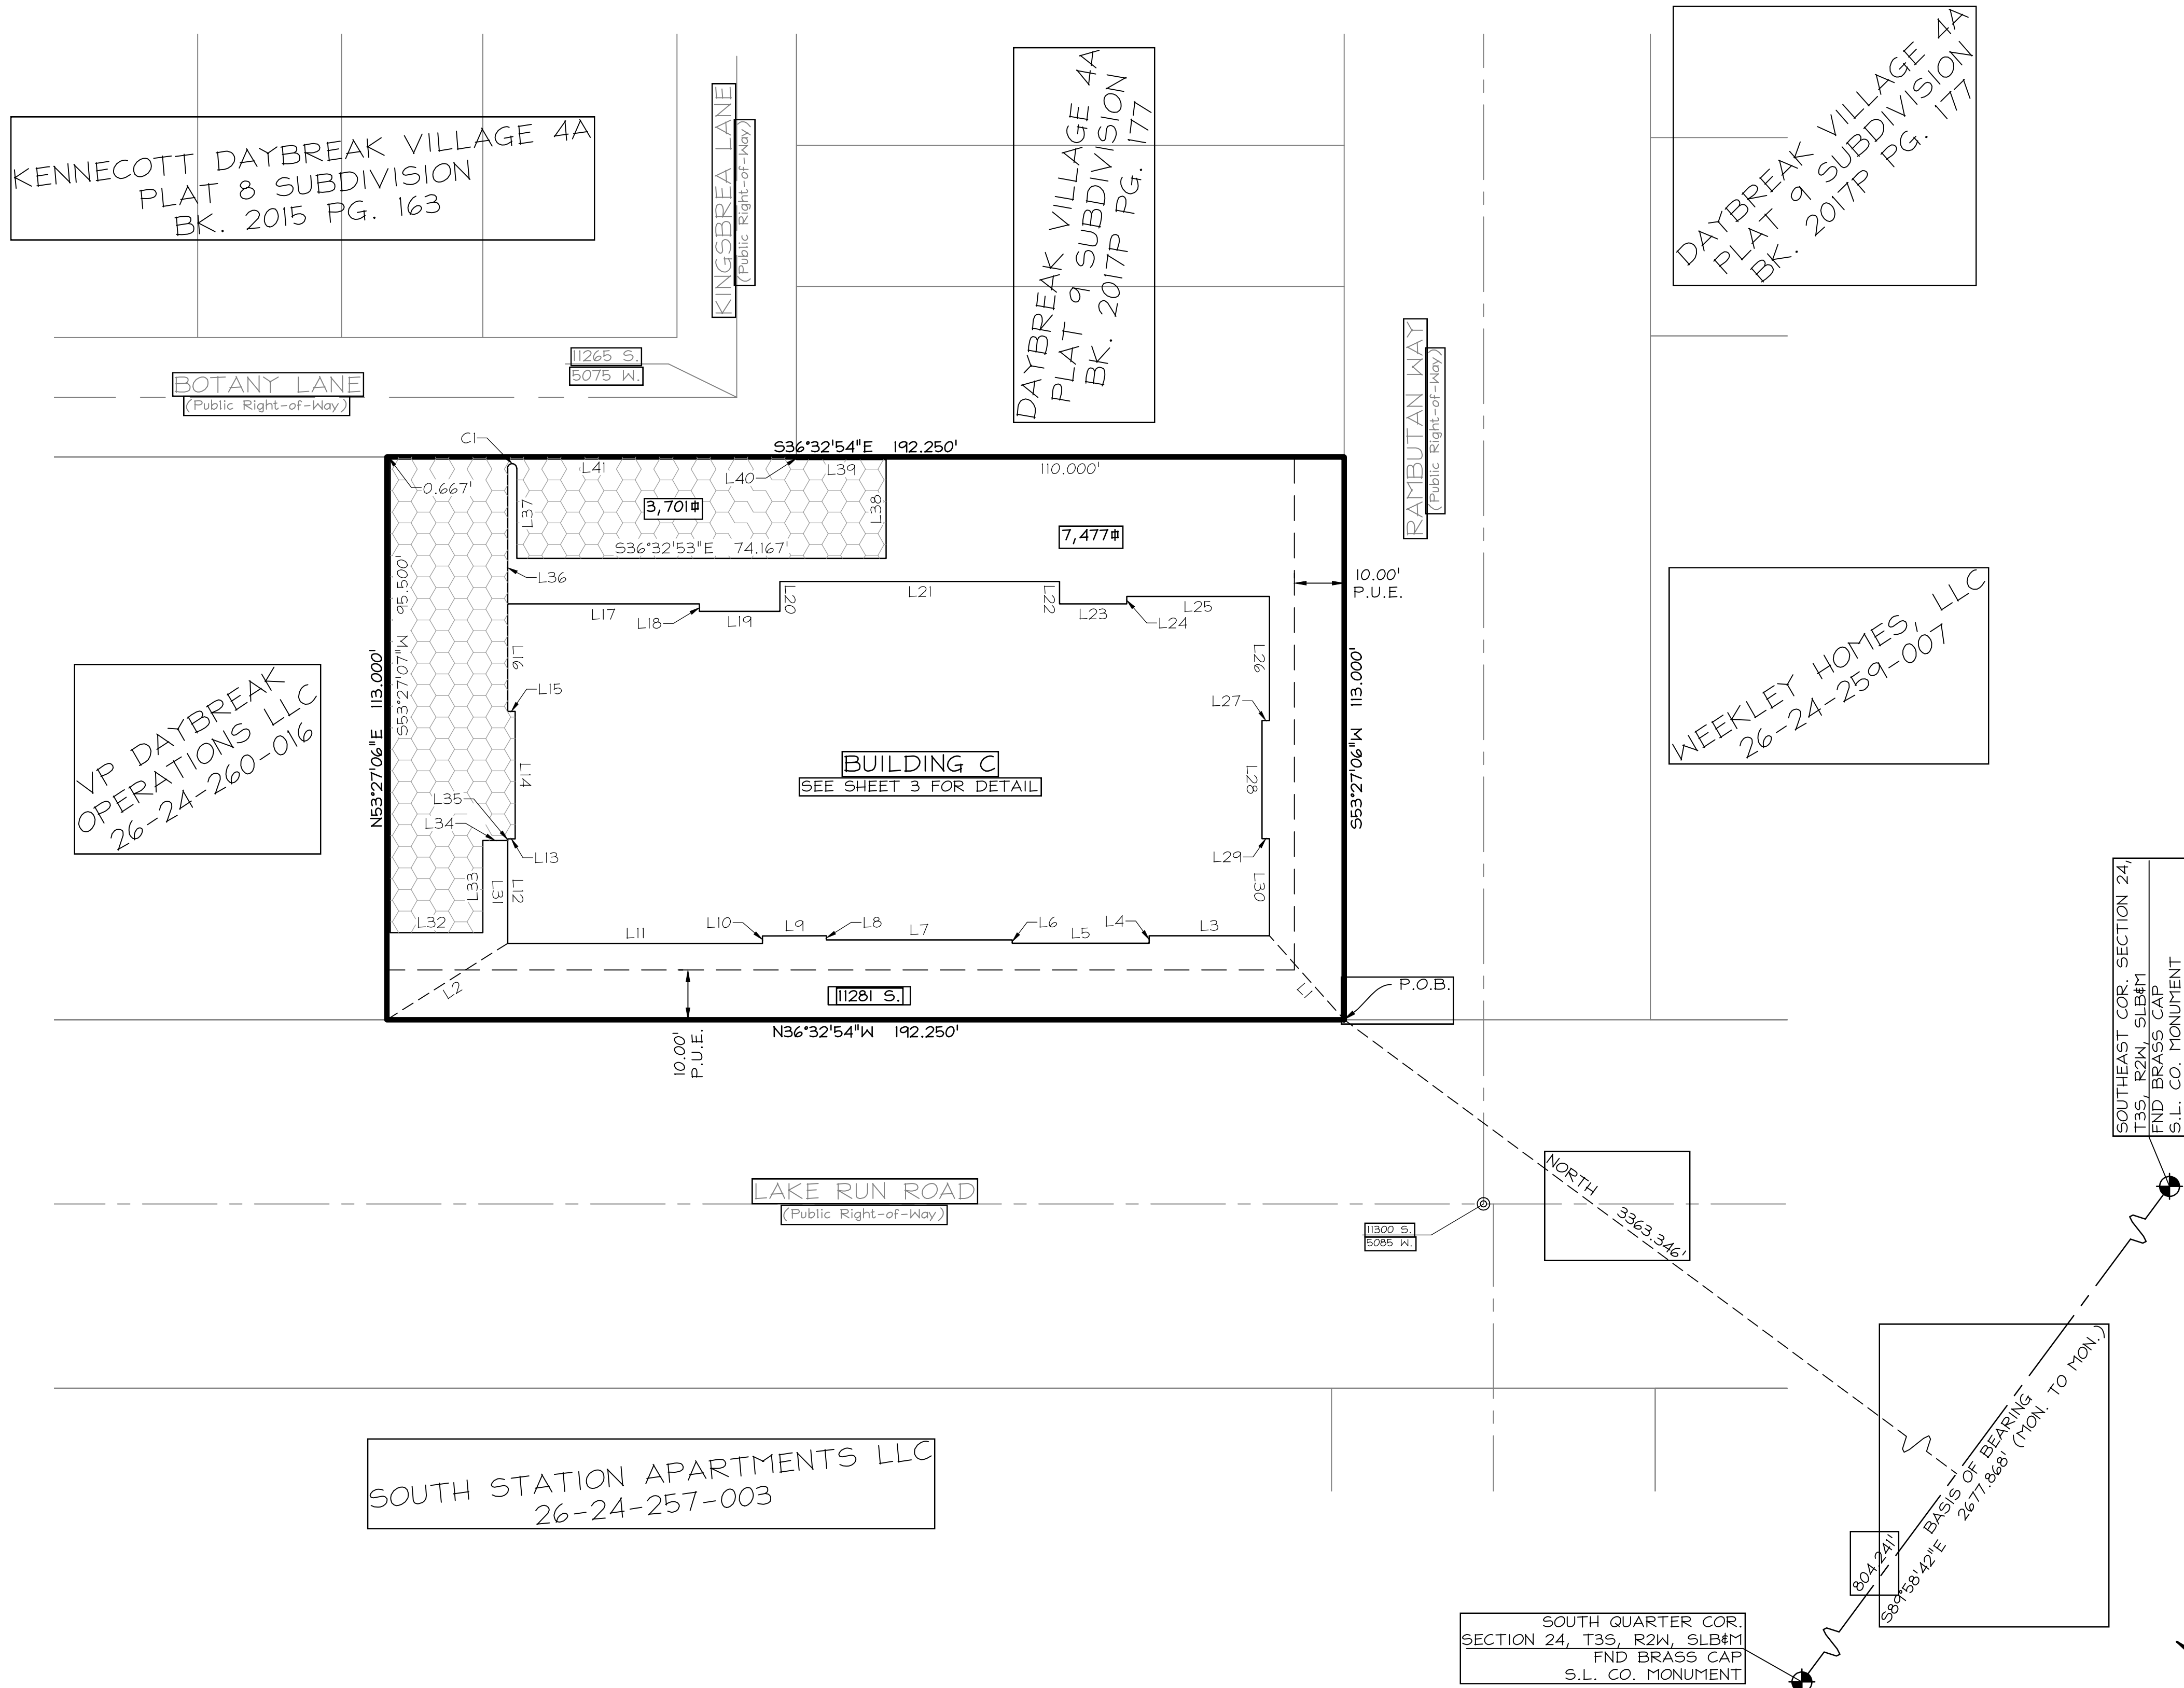 KENNECOTT DAYBREAK VILLAGE 4A
PLAT 8 SUBDIVISION
BK. 2015 PG. 163
KINGSBREA LANE
(Public Right-of-Way)
DAYBREAK VILLAGE 4A
PLAT 9 SUBDIVISION
BK. 2017P PG. 177
DAYBREAK VILLAGE 4A
PLAT 9 SUBDIVISION
BK. 2017P PG. 177
11265 S.
5075 W.
BOTANY LANE
(Public Right-of-Way)
RAMBUTAN WAY
(Public Right-of-Way)
C1
S36°32'54"E 192.250'
L41
L40
L39
110.000'
0.667'
L37
3,701
L38
7,477
S36°32'53"E 74.167'
L36
10.00'
P.U.E.
S53°27'07"W 95.500'
L17
L18
L19
L20
L21
L22
L23
L24
L25
L26
L16
L15
L27
N53°27'06"E 113.000'
S53°27'06"W 113.000'
VP DAYBREAK
OPERATIONS LLC
26-24-260-016
WEEKLEY HOMES, LLC
26-24-259-007
BUILDING C
SEE SHEET 3 FOR DETAIL
L14
L28
L35
L34
L13
L29
L33
L31
L12
L30
L32
L11
L10
L9
L8
L7
L6
L5
L4
L3
L2
L1
11281 S.
P.O.B.
N36°32'54"W 192.250'
10.00'
P.U.E.
SOUTHEAST COR. SECTION 24,
T3S, R2W, SLB&M
FND BRASS CAP
S.L. CO. MONUMENT
LAKE RUN ROAD
(Public Right-of-Way)
11300 S.
5085 W.
NORTH 3363.346'
BASIS OF BEARING
S89°58'42"E 2677.868' (MON. TO MON.)
804.241'
SOUTH STATION APARTMENTS LLC
26-24-257-003
SOUTH QUARTER COR.
SECTION 24, T3S, R2W, SLB&M
FND BRASS CAP
S.L. CO. MONUMENT